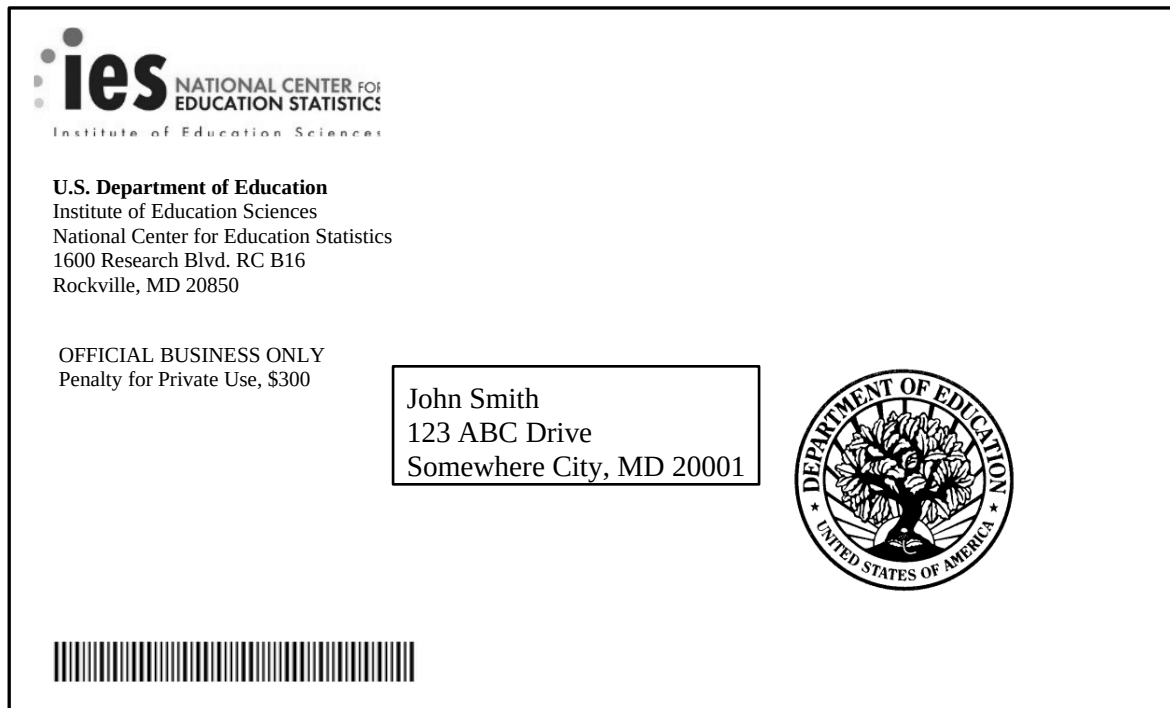 ies NATIONAL CENTER FOR
EDUCATION STATISTICS
Institute of Education Sciences
U.S. Department of Education
Institute of Education Sciences
National Center for Education Statistics
1600 Research Blvd. RC B16
Rockville, MD 20850
OFFICIAL BUSINESS ONLY
Penalty for Private Use, $300
John Smith
123 ABC Drive
Somewhere City, MD 20001
DEPARTMENT OF EDUCATION
UNITED STATES OF AMERICA